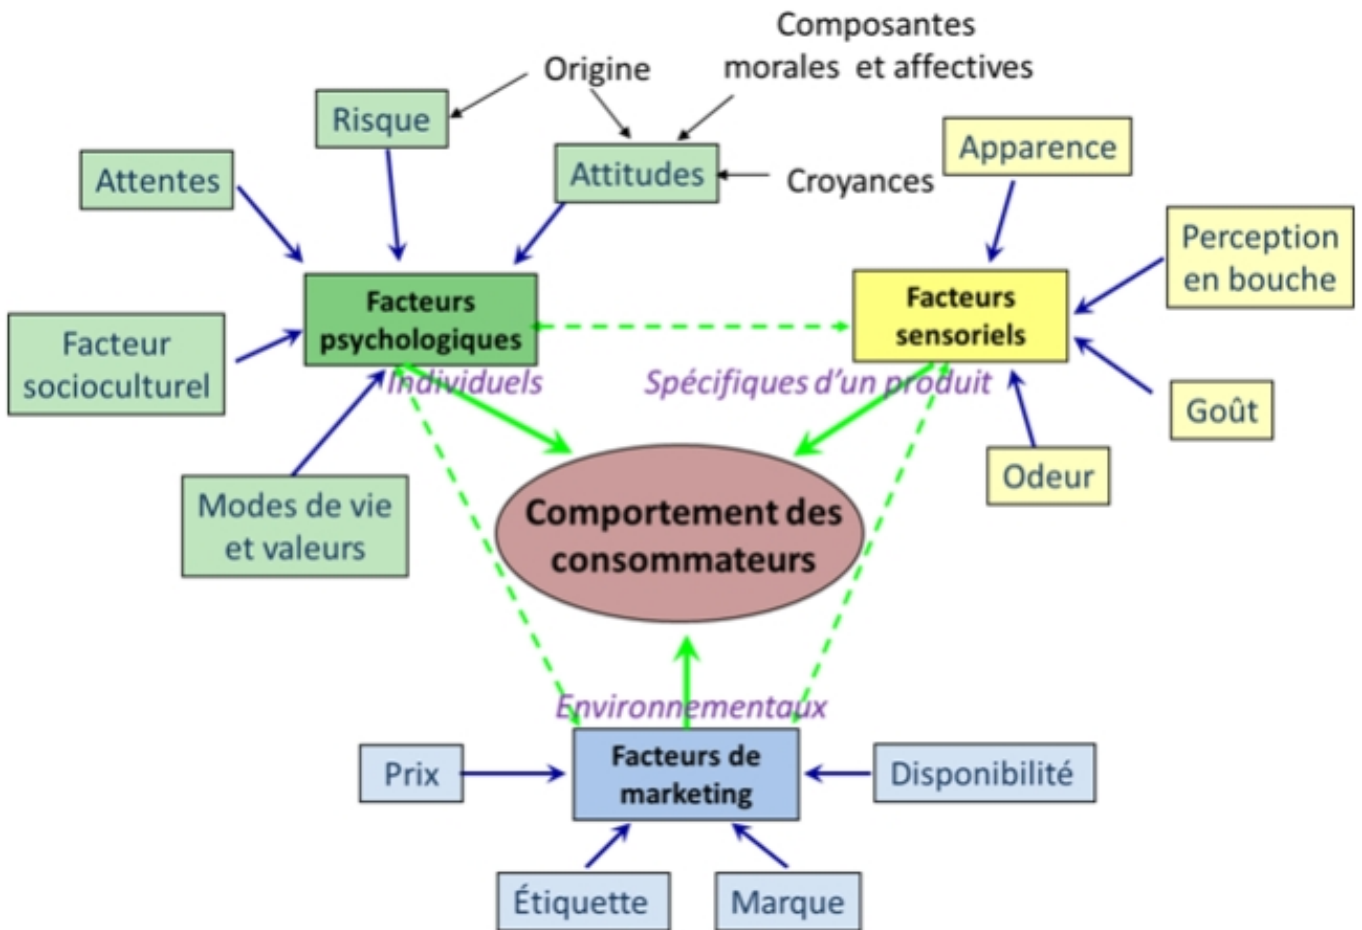 Composantes
morales et affectives
Origine
Risque
Apparence
Attentes
Attitudes
Croyances
Perception
en bouche
Facteurs
psychologiques
Facteurs
sensoriels
Facteur
socioculturel
Individuels
Spécifiques d'un produit
Goût
Odeur
Modes de vie
et valeurs
Comportement des
consommateurs
Environnementaux
Prix
Facteurs de
marketing
Disponibilité
Étiquette
Marque